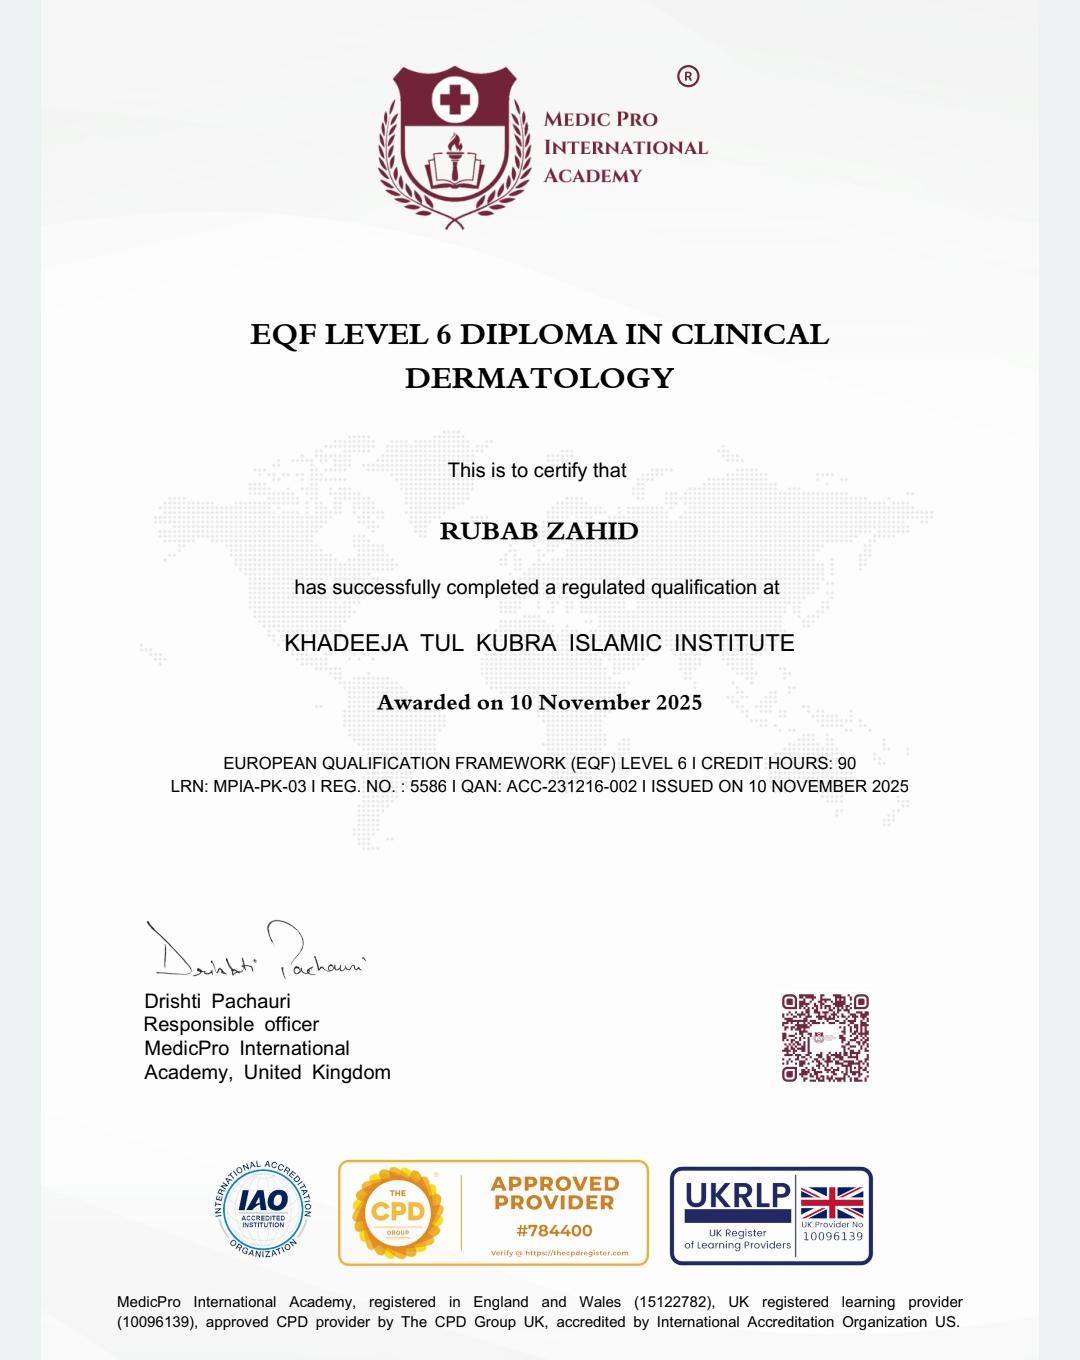 ®
MEDIC PRO
INTERNATIONAL
ACADEMY
EQF LEVEL 6 DIPLOMA IN CLINICAL
DERMATOLOGY
This is to certify that
RUBAB ZAHID
has successfully completed a regulated qualification at
KHADEEJA TUL KUBRA ISLAMIC INSTITUTE
Awarded on 10 November 2025
EUROPEAN QUALIFICATION FRAMEWORK (EQF) LEVEL 6 I CREDIT HOURS: 90
LRN: MPIA-PK-03 I REG. NO. : 5586 I QAN: ACC-231216-002 I ISSUED ON 10 NOVEMBER 2025
Drishti Pachauri
Drishti Pachauri
Responsible officer
MedicPro International
Academy, United Kingdom
INTERNATIONAL ACCREDITATION
IAO
ACCREDITED
INSTITUTION
ORGANIZATION
THE
CPD
GROUP
®
APPROVED
PROVIDER
#784400
Verify @ https://thecpdregister.com
UKRLP
UK Register
of Learning Providers
UK Provider No
10096139
MedicPro International Academy, registered in England and Wales (15122782), UK registered learning provider
(10096139), approved CPD provider by The CPD Group UK, accredited by International Accreditation Organization US.